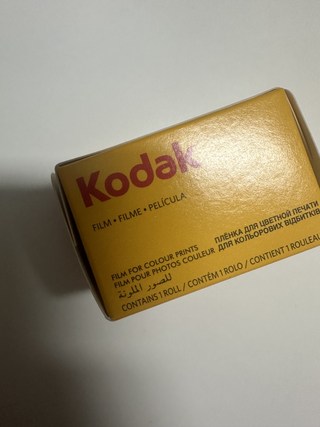 Kodak
FILM • FILME • PELÍCULA
FILM FOR COLOUR PRINTS
FILM POUR PHOTOS COULEUR
للصور الملونة
ПЛЁНКА ДЛЯ ЦВЕТНОЙ ПЕЧАТИ
ДЛЯ КОЛЬОРОВИХ ВІДБИТКІВ
CONTAINS 1 ROLL / CONTÉM 1 ROLO / CONTIENT 1 ROULEAU